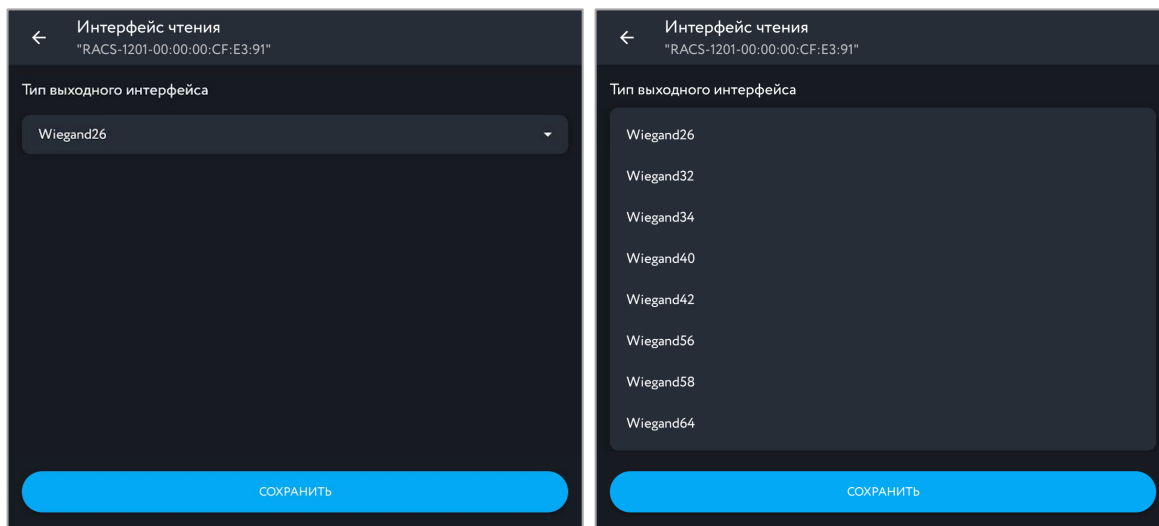 Интерфейс чтения
"RACS-1201-00:00:00:CF:E3:91"
Тип выходного интерфейса
Wiegand26
СОХРАНИТЬ
Интерфейс чтения
"RACS-1201-00:00:00:CF:E3:91"
Тип выходного интерфейса
Wiegand26
Wiegand32
Wiegand34
Wiegand40
Wiegand42
Wiegand56
Wiegand58
Wiegand64
СОХРАНИТЬ